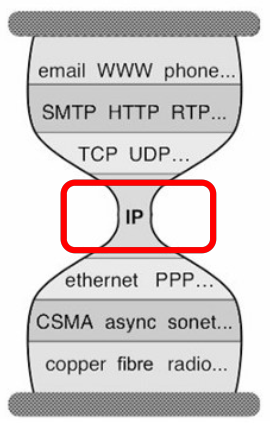 email WWW phone...
SMTP HTTP RTP...
TCP UDP...
IP
ethernet PPP...
CSMA async sonet...
copper fibre radio...